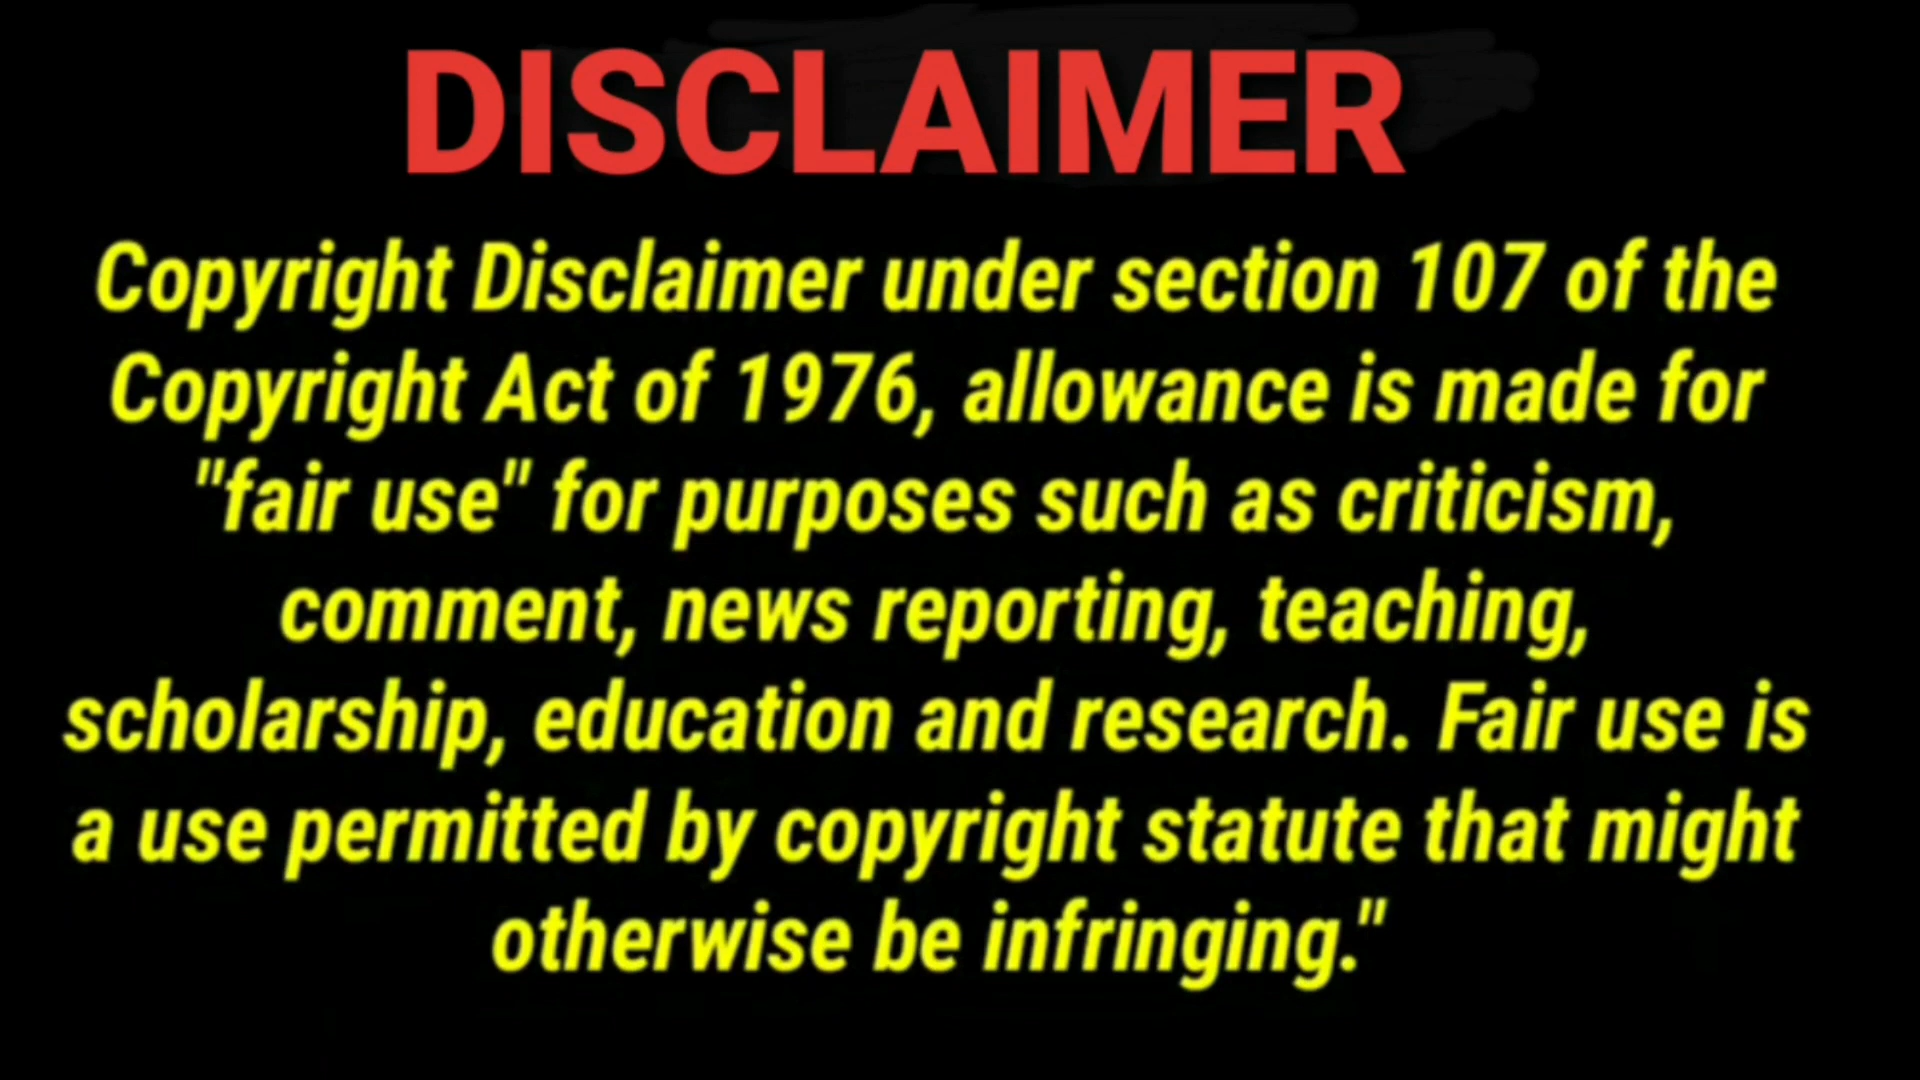 DISCLAIMER
Copyright Disclaimer under section 107 of the
Copyright Act of 1976, allowance is made for
"fair use" for purposes such as criticism,
comment, news reporting, teaching,
scholarship, education and research. Fair use is
a use permitted by copyright statute that might
otherwise be infringing."